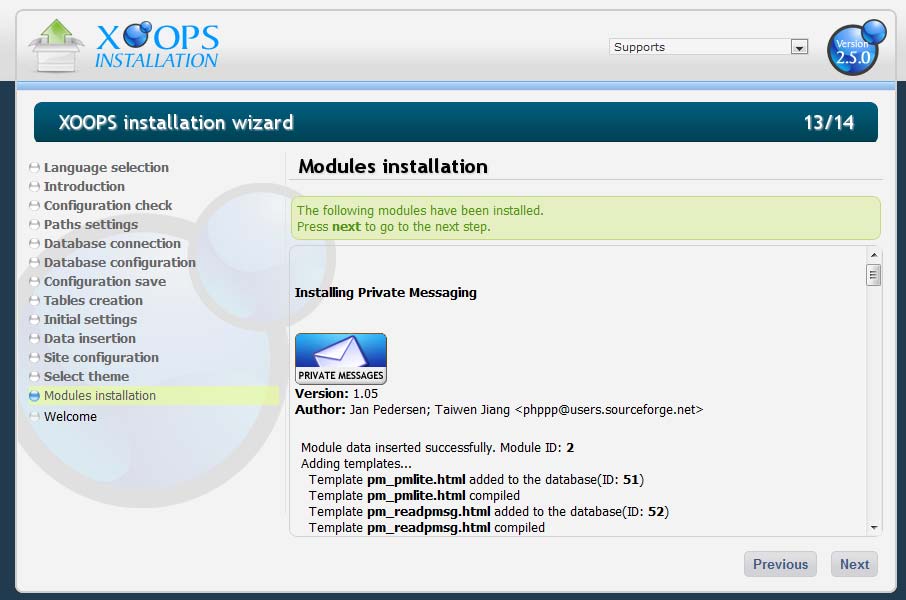 XOOPS
INSTALLATION
Supports
Version
2.5.0
XOOPS installation wizard
13/14
Language selection
Introduction
Configuration check
Paths settings
Database connection
Database configuration
Configuration save
Tables creation
Initial settings
Data insertion
Site configuration
Select theme
Modules installation
Welcome
Modules installation
The following modules have been installed.
Press next to go to the next step.
Installing Private Messaging
PRIVATE MESSAGES
Version: 1.05
Author: Jan Pedersen; Taiwen Jiang <phppp@users.sourceforge.net>
Module data inserted successfully. Module ID: 2
Adding templates...
Template pm_pmlite.html added to the database(ID: 51)
Template pm_pmlite.html compiled
Template pm_readpmsg.html added to the database(ID: 52)
Template pm_readpmsg.html compiled
Previous
Next